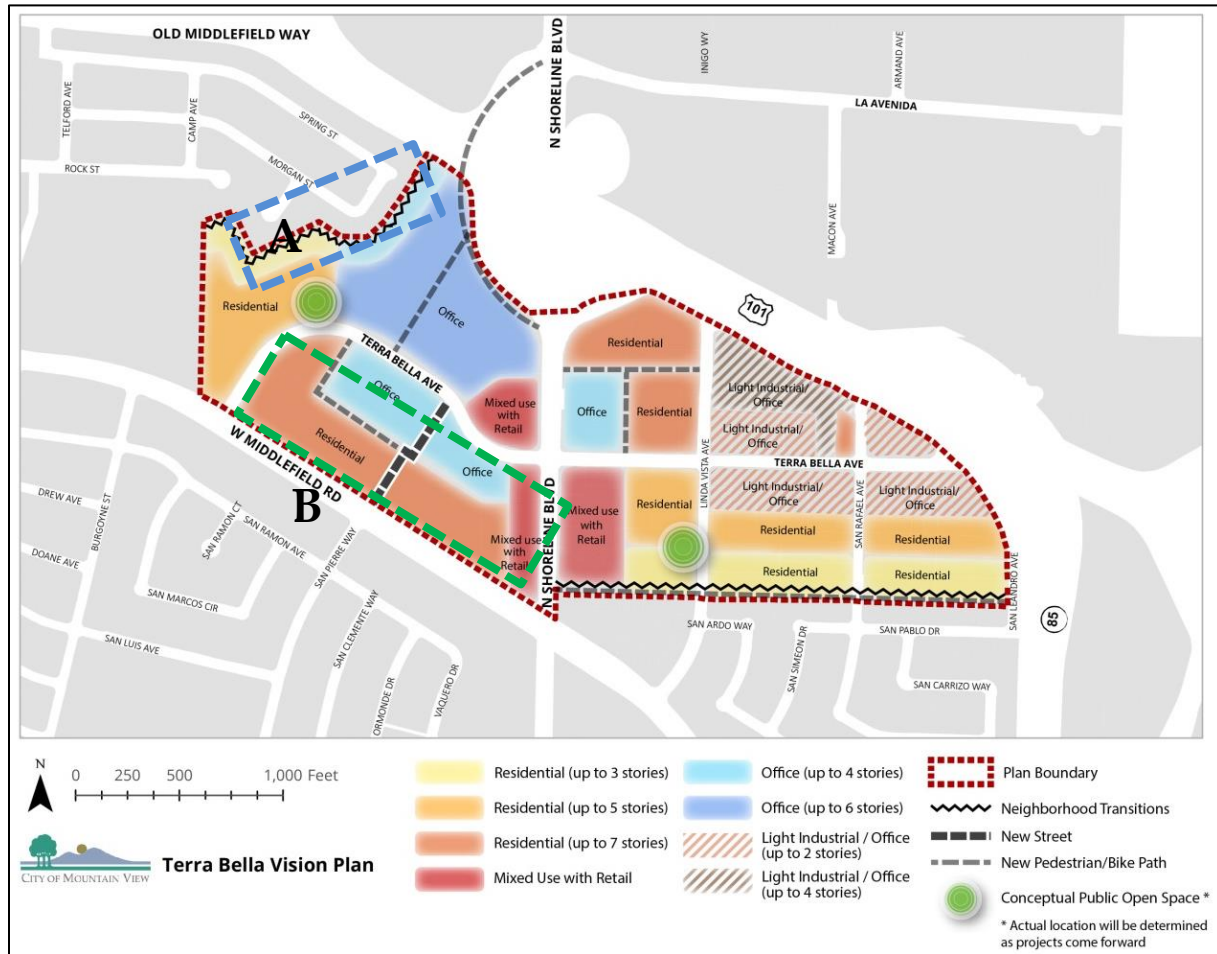 OLD MIDDLEFIELD WAY
N SHORELINE BLVD
INIGO WY
ARMAND AVE
LA AVENIDA
TELFORD AVE
CAMP AVE
SPRING ST
ROCK ST
MORGAN ST
MACON AVE
A
101
Residential
Office
TERRA BELLA AVE
Residential
Office
Mixed use
with
Retail
Office
Residential
Light Industrial/
Office
Light Industrial/
Office
TERRA BELLA AVE
LINDA VISTA AVE
Residential
W MIDDLEFIELD RD
B
Office
Mixed use
with
Retail
N SHORELINE BLVD
Mixed use
with
Retail
Residential
Light Industrial/
Office
Light Industrial/
Office
SAN RAFAEL AVE
Residential
Residential
Residential
Residential
SAN LEANDRO AVE
85
DREW AVE
BURGOYNE ST
SAN RAMON CT
SAN RAMON AVE
DOANE AVE
SAN PIERRE WAY
SAN MARCOS CIR
SAN LUIS AVE
SAN CLEMENTE WAY
ORMONDE DR
VAQUERO DR
SAN ARDO WAY
SAN SIMEON DR
SAN PABLO DR
SAN CARRIZO WAY
N
0 250 500 1,000 Feet
CITY OF MOUNTAIN VIEW
Terra Bella Vision Plan
Residential (up to 3 stories)
Residential (up to 5 stories)
Residential (up to 7 stories)
Mixed Use with Retail
Office (up to 4 stories)
Office (up to 6 stories)
Light Industrial / Office
(up to 2 stories)
Light Industrial / Office
(up to 4 stories)
Plan Boundary
Neighborhood Transitions
New Street
New Pedestrian/Bike Path
Conceptual Public Open Space *
* Actual location will be determined
as projects come forward